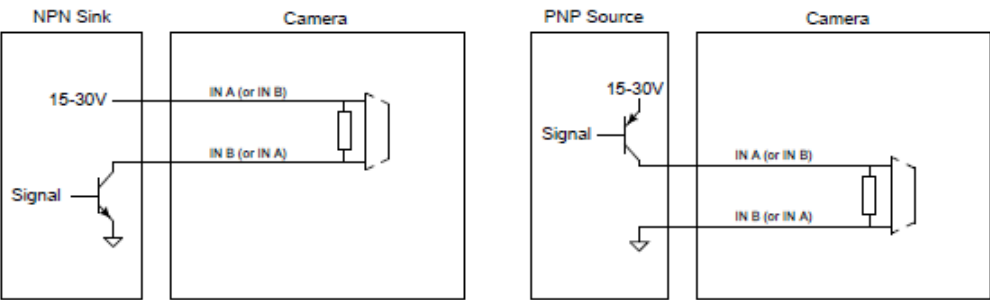 NPN Sink
Camera
15-30V
IN A (or IN B)
IN B (or IN A)
Signal
PNP Source
Camera
15-30V
Signal
IN A (or IN B)
IN B (or IN A)